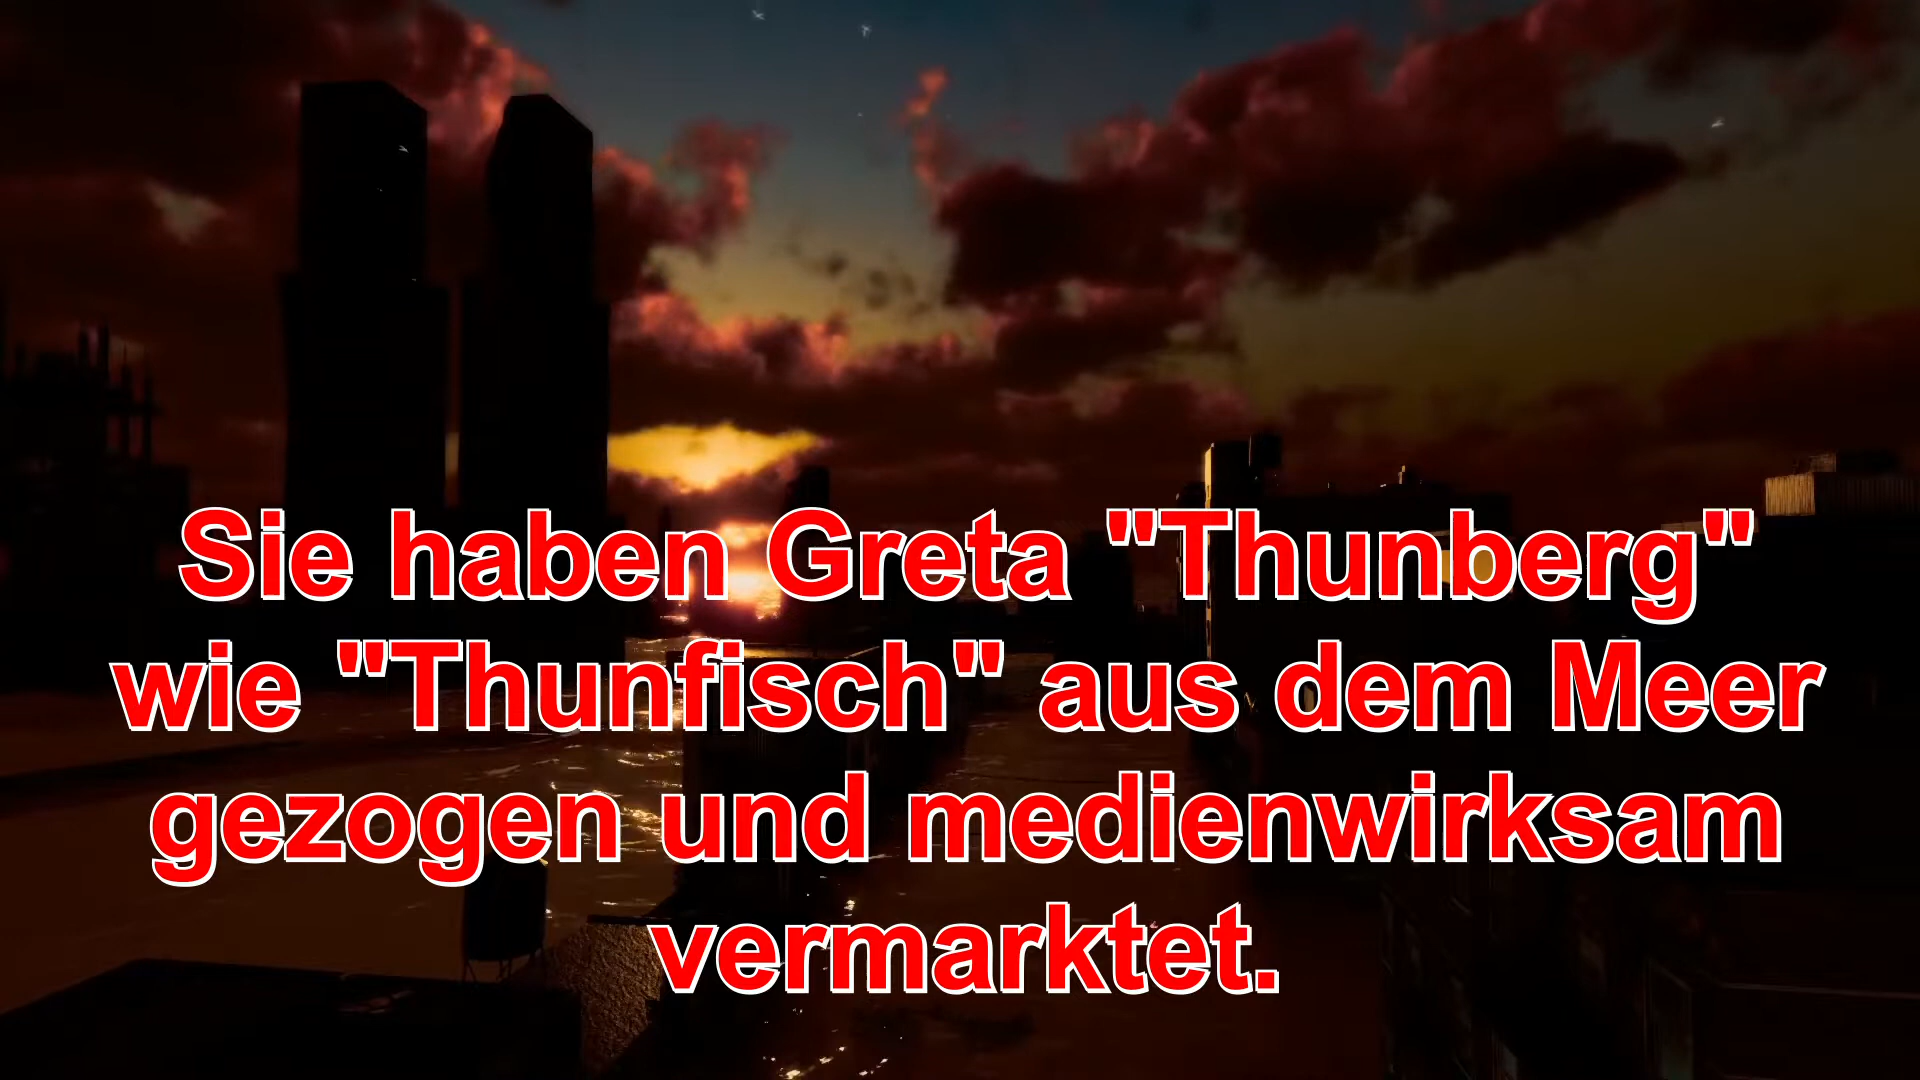 Sie haben Greta "Thunberg"
wie "Thunfisch" aus dem Meer
gezogen und medienwirksam
vermarktet.